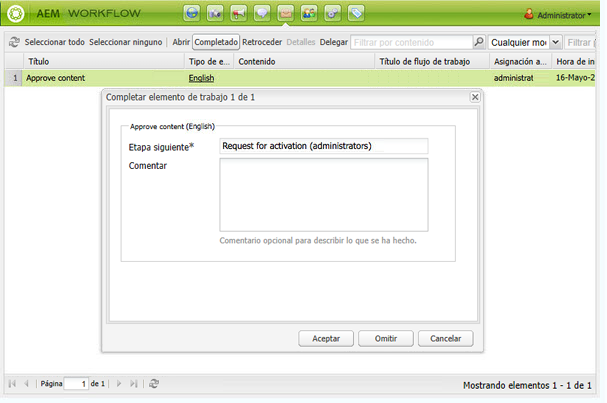 AEM WORKFLOW Administrator
Seleccionar todo Seleccionar ninguno Abrir Completado Retroceder Detalles Delegar Filtrar por contenido Cualquier mo Filtrar
Título Tipo de e... Contenido Título de flujo de trabajo Asignación a... Hora de in
1 Approve content English administrat 16-Mayo-2
Completar elemento de trabajo 1 de 1
Approve content (English)
Etapa siguiente* Request for activation (administrators)
Comentar
Comentario opcional para describir lo que se ha hecho.
Aceptar Omitir Cancelar
Página 1 de 1 Mostrando elementos 1 - 1 de 1